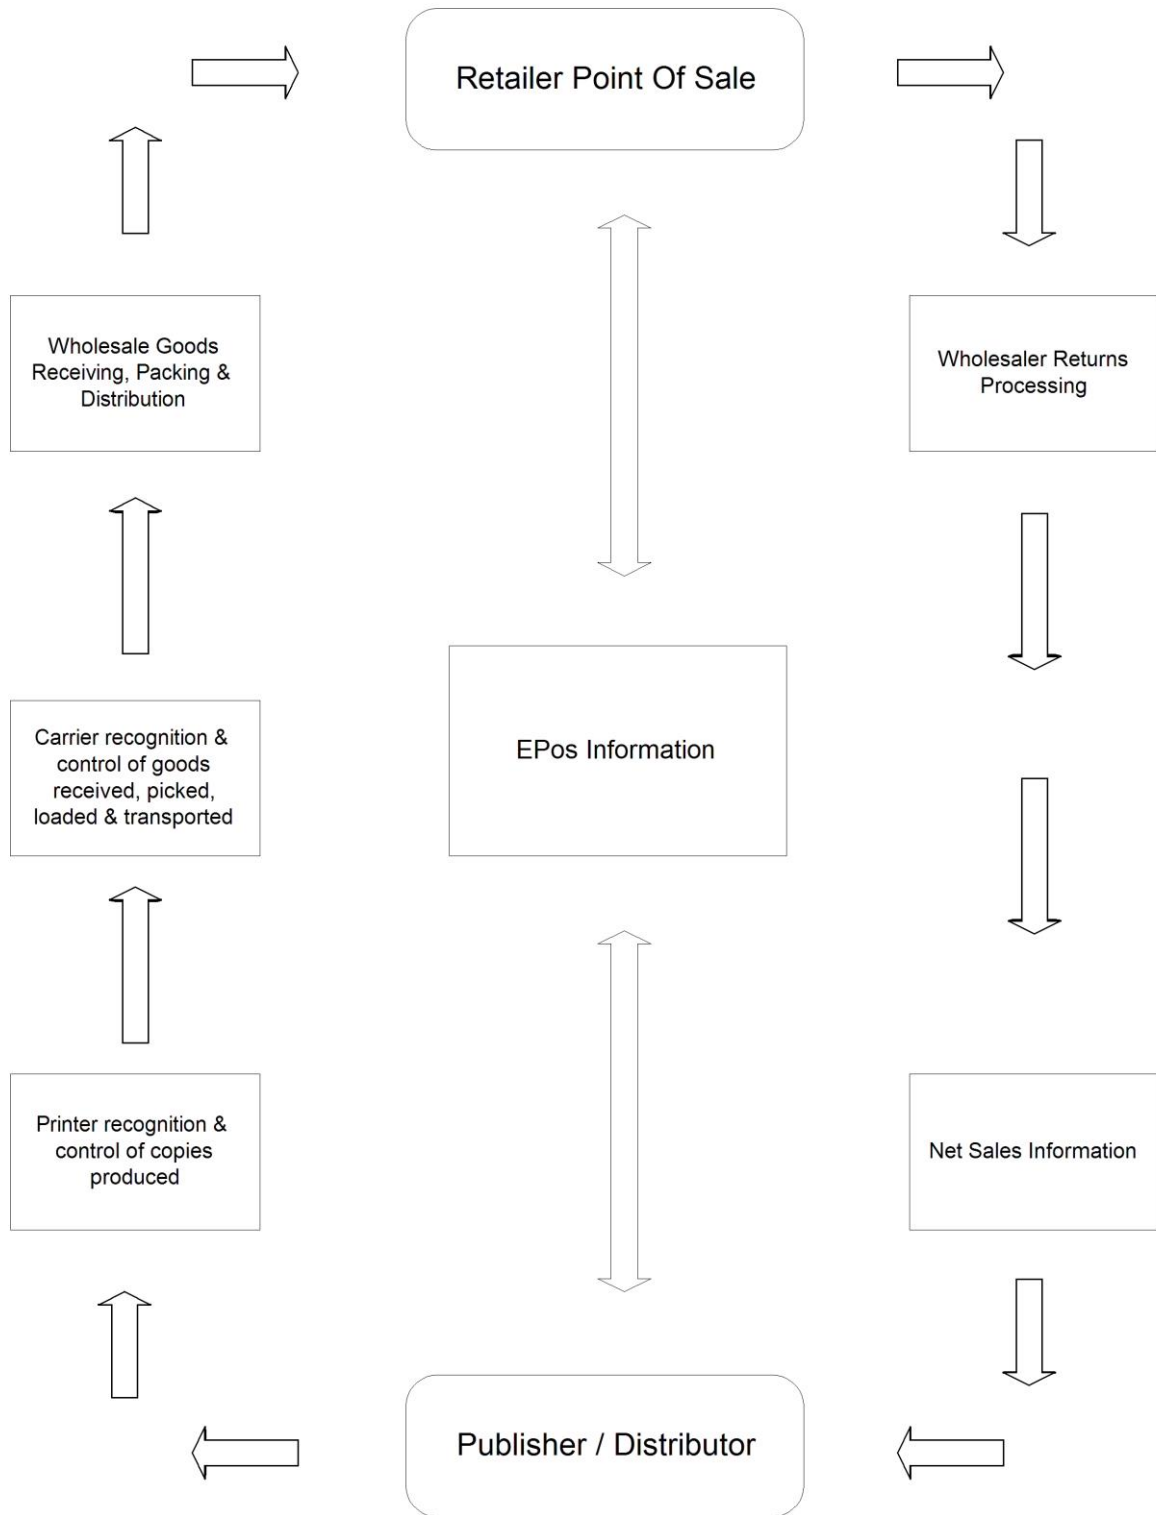 Retailer Point Of Sale
Wholesale Goods
Receiving, Packing &
Distribution
Wholesaler Returns
Processing
Carrier recognition &
control of goods
received, picked,
loaded & transported
EPos Information
Printer recognition &
control of copies
produced
Net Sales Information
Publisher / Distributor